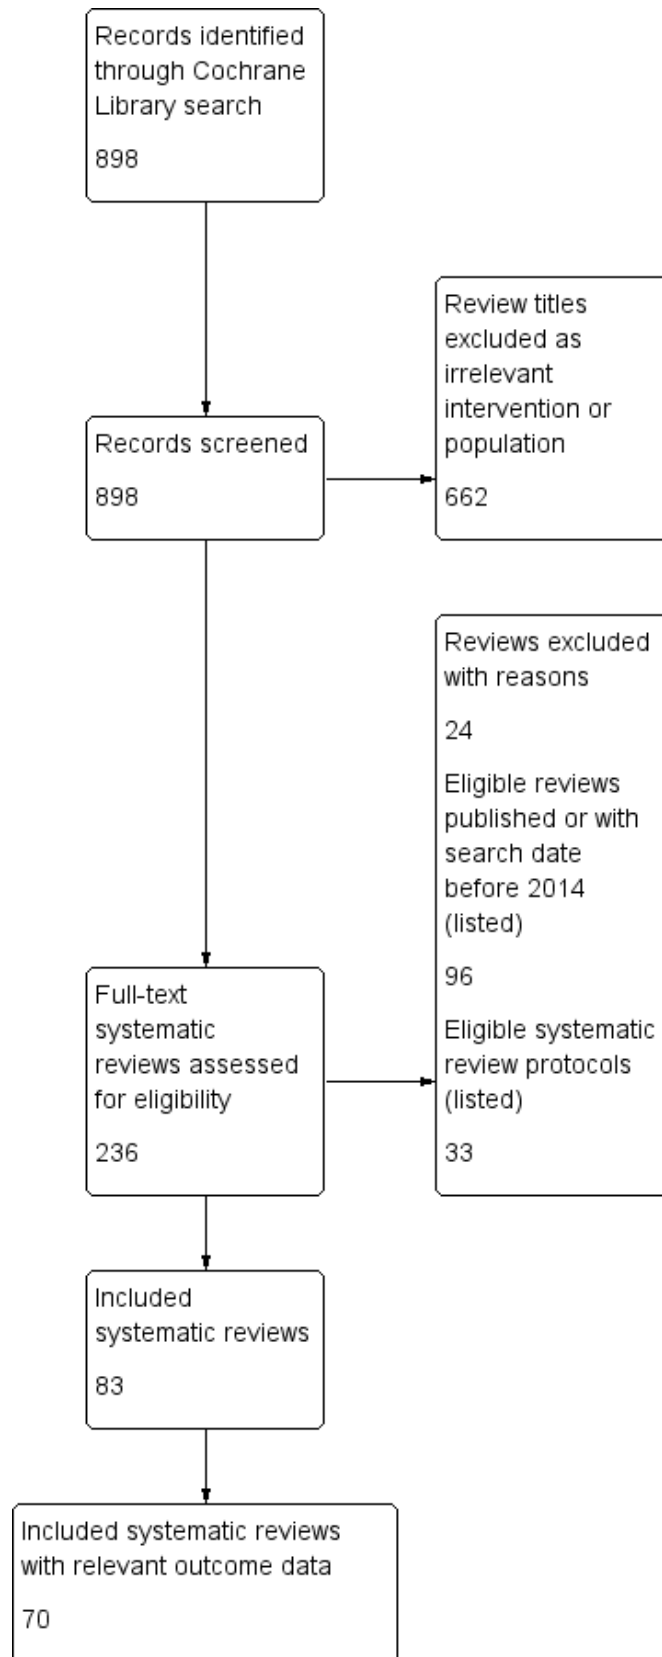 Records identified
through Cochrane
Library search
898
Review titles
excluded as
irrelevant
intervention or
population
662
Records screened
898
Reviews excluded
with reasons
24
Eligible reviews
published or with
search date
before 2014
(listed)
96
Eligible systematic
review protocols
(listed)
33
Full-text
systematic
reviews assessed
for eligibility
236
Included
systematic reviews
83
Included systematic reviews
with relevant outcome data
70